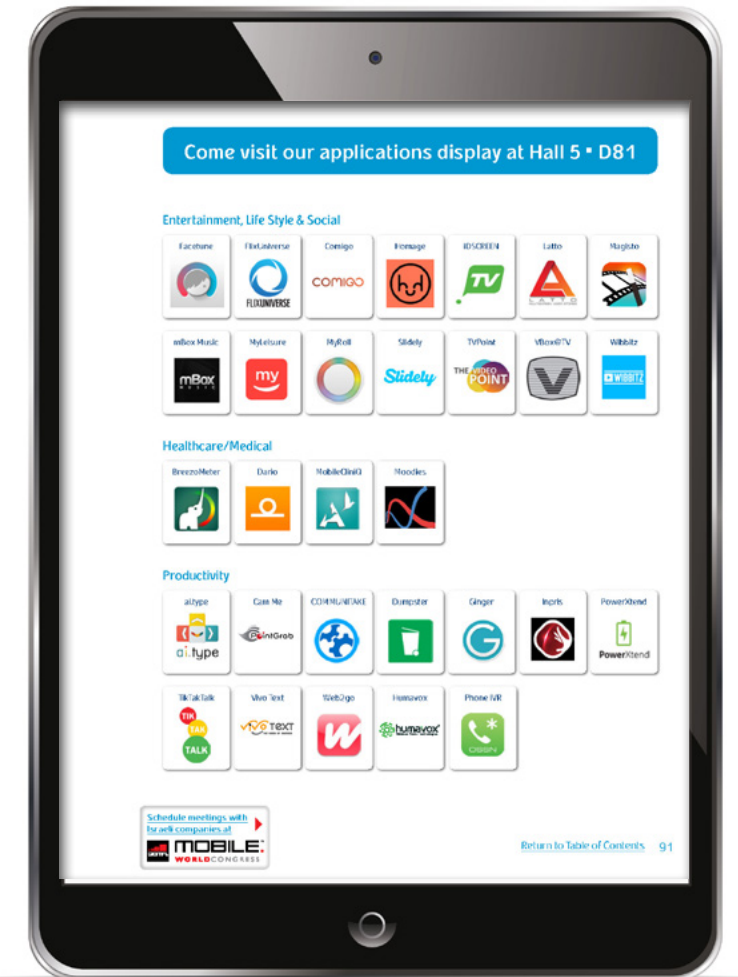 Come visit our applications display at Hall 5 ▪ D81
Entertainment, Life Style & Social
Facetune FlixUniverse Comigo Homage IDSCREEN Latto Magisto
FLIXUNIVERSE COMIGO TV LATTO
mBox Music MyLeisure MyRoll Slidely TVPoint VBox@TV Wibbitz
mBox MUSIC my Slidely THE VIDEO POINT V WIBBITZ
Healthcare/Medical
BreezoMeter Dario MobileCliniQ Moodies
Productivity
ai.type Cam Me COMMUNITAKE Dumpster Ginger Inpris PowerXtend
ai.type PointGrab G PowerXtend
TikTakTalk Vivo Text Web2go Humavox Phone IVR
TIK TAK TALK VIVO TEXT W humavox
Schedule meetings with
Israeli companies at
MOBILE
WORLD CONGRESS
Return to Table of Contents 91